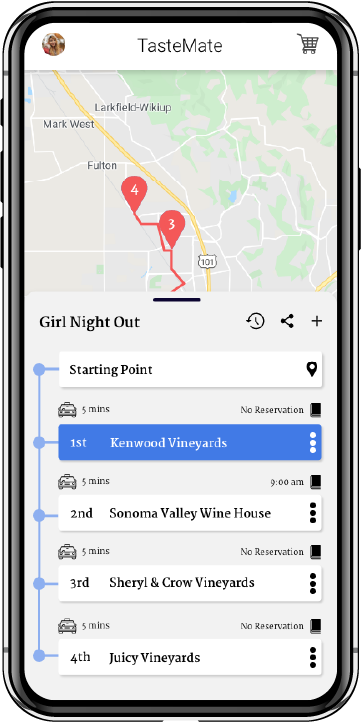 TasteMate
Larkfield-Wikiup
Mark West
Fulton
4
3
101
Girl Night Out
Starting Point
5 mins No Reservation
1st Kenwood Vineyards
5 mins 9:00 am
2nd Sonoma Valley Wine House
5 mins No Reservation
3rd Sheryl & Crow Vineyards
5 mins No Reservation
4th Juicy Vineyards